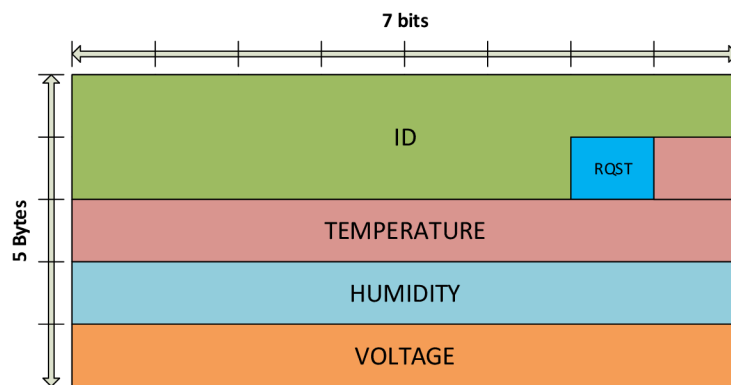 7 bits
ID
RQST
5 Bytes
TEMPERATURE
HUMIDITY
VOLTAGE